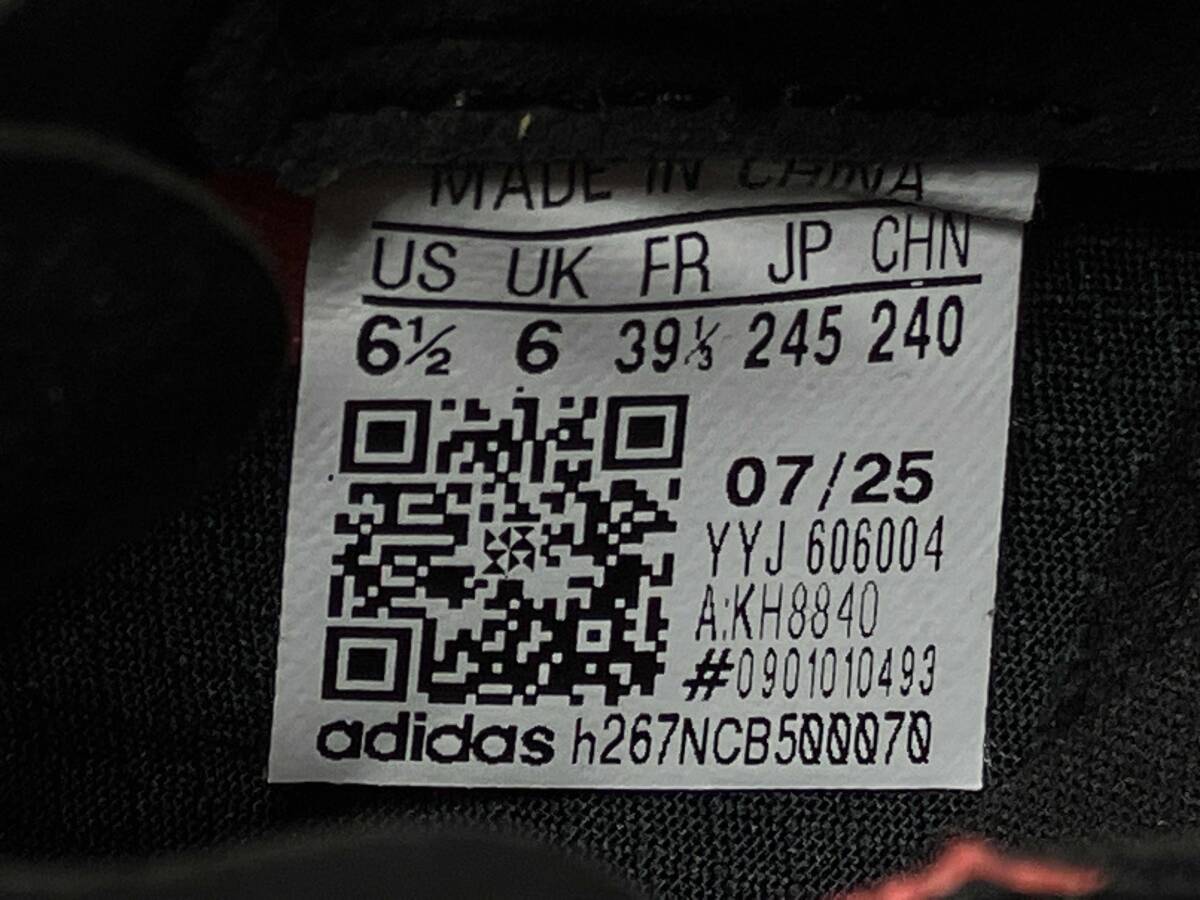 MADE IN CHINA
US UK FR JP CHN
6½ 6 39⅓ 245 240
07/25
YYJ 606004
A:KH8840
#0901010493
adidas h267NCB500070